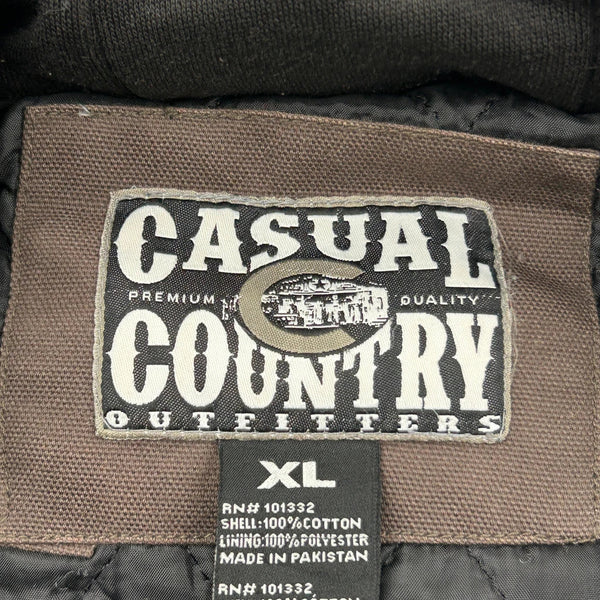 CASUAL
PREMIUM QUALITY
COUNTRY
OUTFITTERS
XL
RN# 101332
SHELL:100%COTTON
LINING:100%POLYESTER
MADE IN PAKISTAN
RN# 101332